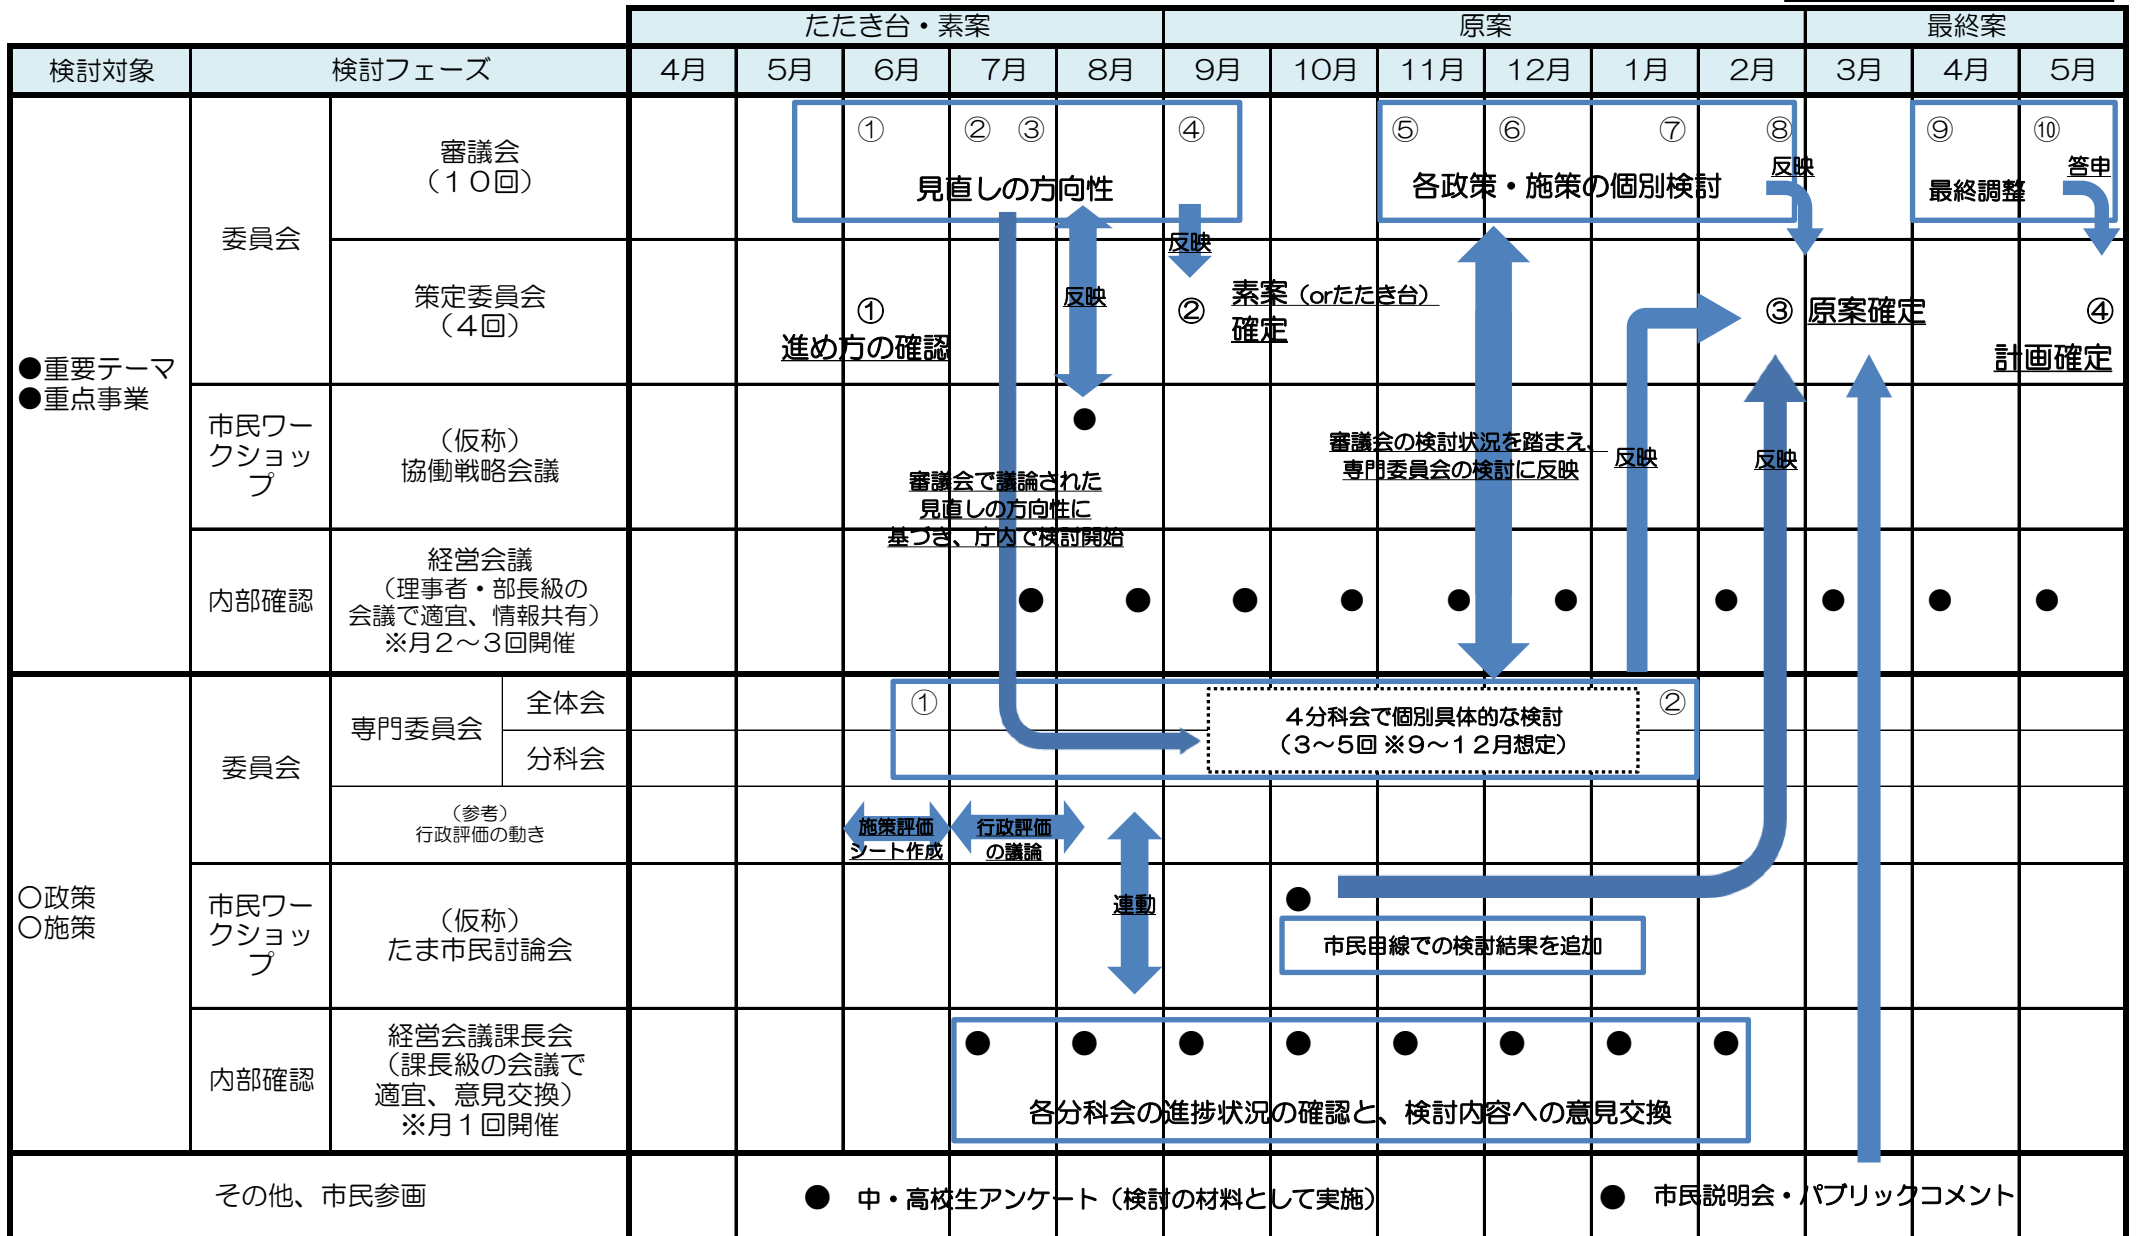 たたき台・素案 原案 最終案
検討対象 検討フェーズ 4月 5月 6月 7月 8月 9月 10月 11月 12月 1月 2月 3月 4月 5月
●重要テーマ
●重点事業
委員会
審議会
（１０回）
① ② ③ ④ ⑤ ⑥ ⑦ ⑧ ⑨ ⑩
見直しの方向性
各政策・施策の個別検討
反映
最終調整
答申
策定委員会
（４回）
①
進め方の確認
反映
反映
②
素案（orたたき台）
確定
③ 原案確定
④
計画確定
市民ワー
クショッ
プ
（仮称）
協働戦略会議
●
審議会で議論された
見直しの方向性に
基づき、庁内で検討開始
審議会の検討状況を踏まえ、
専門委員会の検討に反映
反映
反映
内部確認
経営会議
（理事者・部長級の
会議で適宜、情報共有）
※月２～３回開催
● ● ● ● ● ● ● ● ● ●
○政策
○施策
委員会
専門委員会
全体会
分科会
① ②
４分科会で個別具体的な検討
（３～５回 ※９～１２月想定）
（参考）
行政評価の動き
施策評価
シート作成
行政評価
の議論
連動
市民ワー
クショッ
プ
（仮称）
たま市民討論会
●
市民目線での検討結果を追加
内部確認
経営会議課長会
（課長級の会議で
適宜、意見交換）
※月１回開催
● ● ● ● ● ● ● ●
各分科会の進捗状況の確認と、検討内容への意見交換
その他、市民参画
● 中・高校生アンケート（検討の材料として実施）
● 市民説明会・パブリックコメント